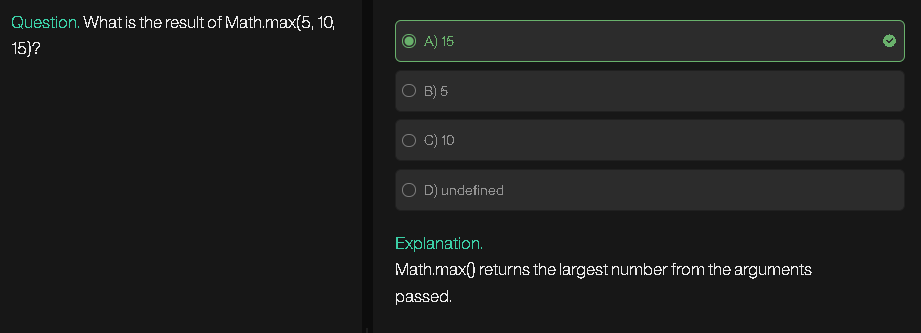 Question. What is the result of Math.max(5, 10,
15)?
A) 15
B) 5
C) 10
D) undefined
Explanation.
Math.max() returns the largest number from the arguments
passed.